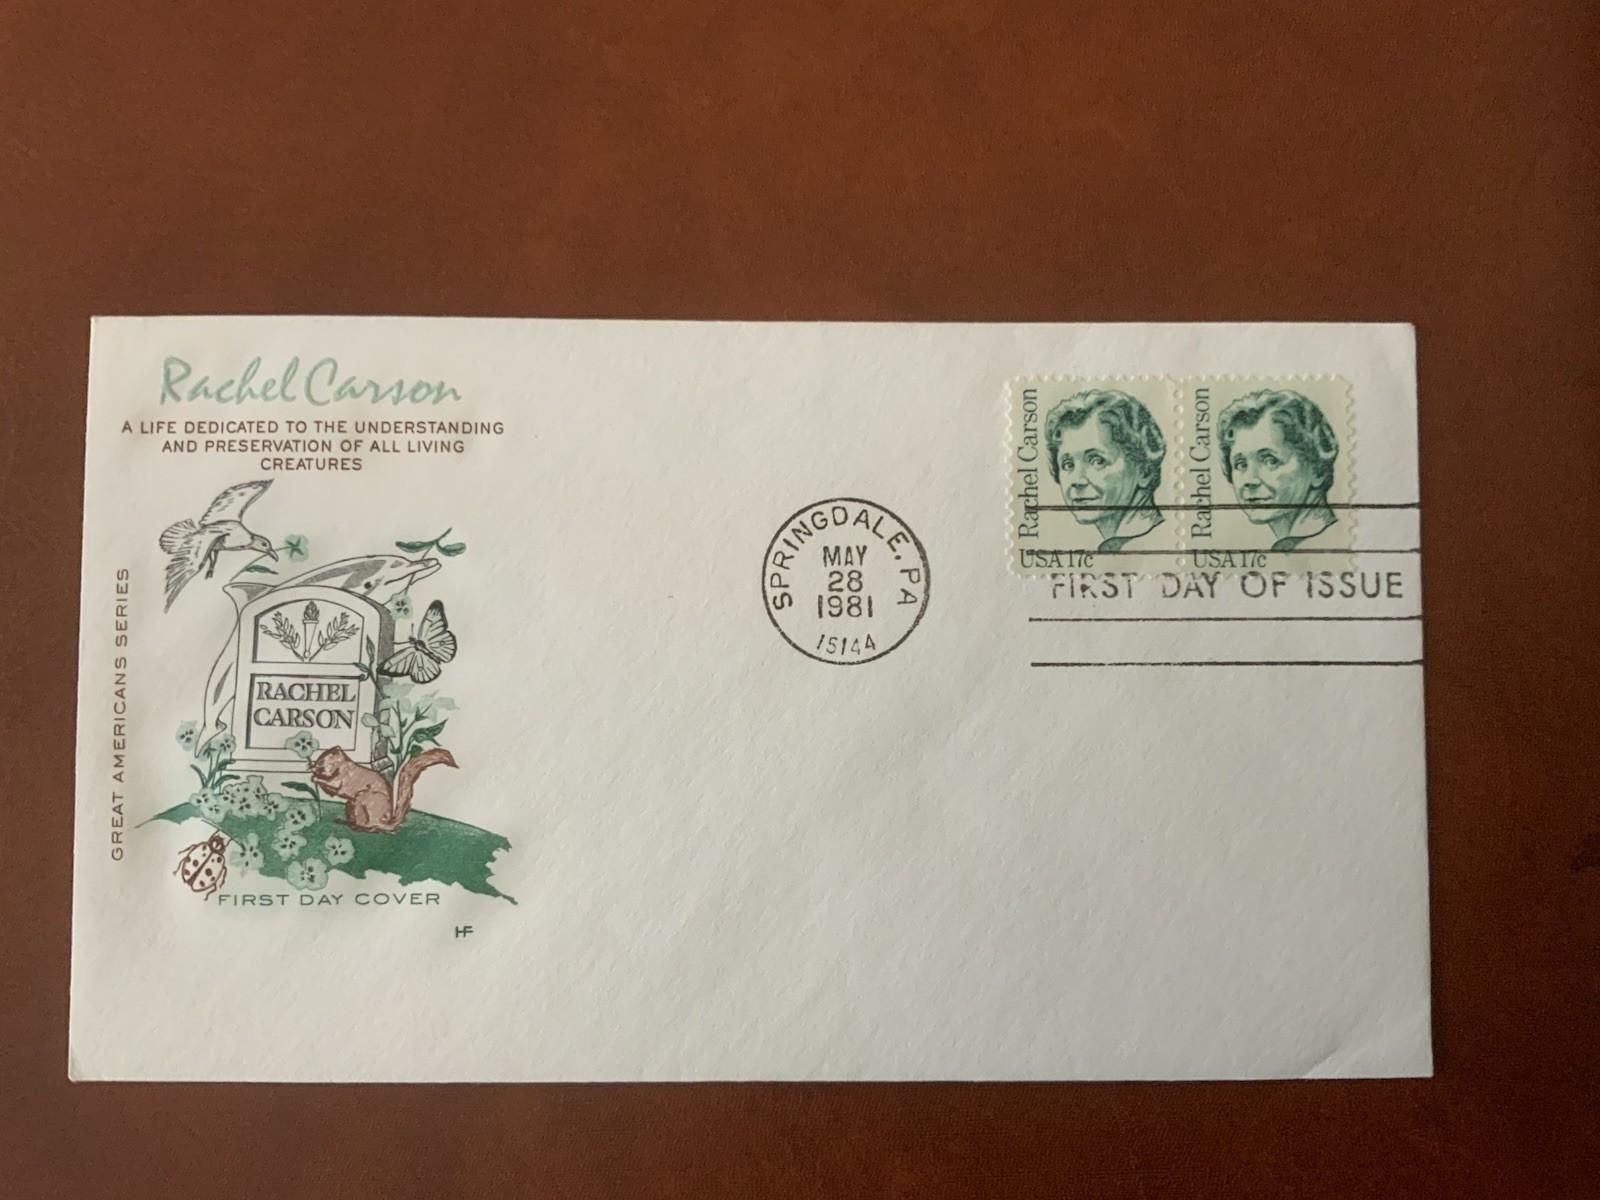 Rachel Carson
A LIFE DEDICATED TO THE UNDERSTANDING
AND PRESERVATION OF ALL LIVING
CREATURES
GREAT AMERICANS SERIES
RACHEL
CARSON
FIRST DAY COVER
HF
SPRINGDALE, PA
MAY
28
1981
15144
Rachel Carson
USA 17c
Rachel Carson
USA 17c
FIRST DAY OF ISSUE